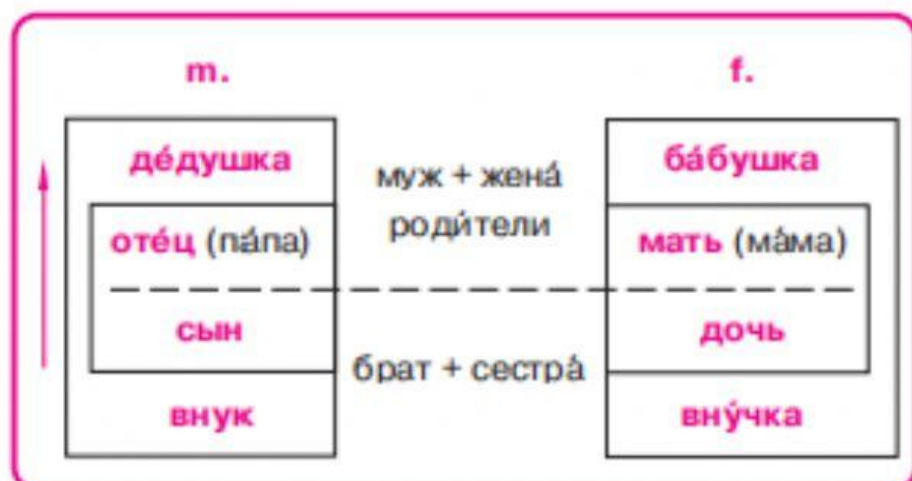 m. f.
де́душка ба́бушка
муж + жена́
роди́тели
оте́ц (па́па) мать (ма́ма)
сын дочь
брат + сестра́
внук вну́чка